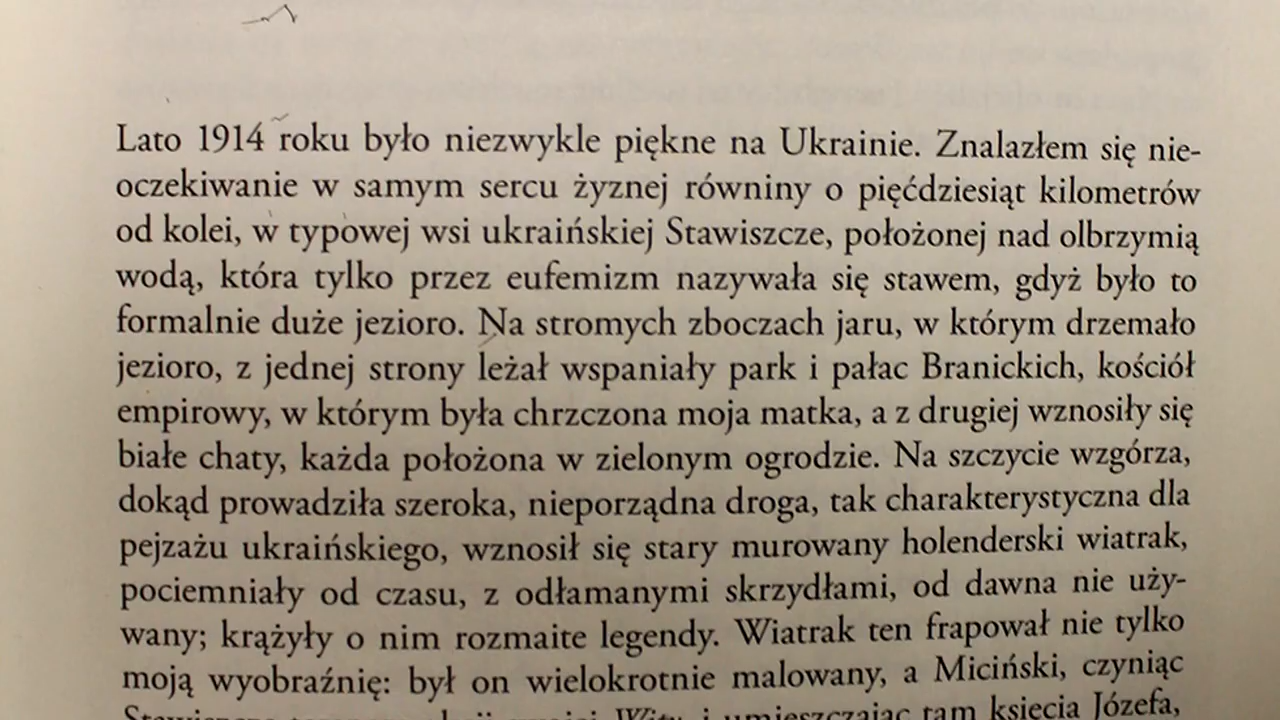 Lato 1914 roku było niezwykle piękne na Ukrainie. Znalazłem się nie-
oczekiwanie w samym sercu żyznej równiny o pięćdziesiąt kilometrów
od kolei, w typowej wsi ukraińskiej Stawiszcze, położonej nad olbrzymią
wodą, która tylko przez eufemizm nazywała się stawem, gdyż było to
formalnie duże jezioro. Na stromych zboczach jaru, w którym drzemało
jezioro, z jednej strony leżał wspaniały park i pałac Branickich, kościół
empirowy, w którym była chrzczona moja matka, a z drugiej wznosiły się
białe chaty, każda położona w zielonym ogrodzie. Na szczycie wzgórza,
dokąd prowadziła szeroka, nieporządna droga, tak charakterystyczna dla
pejzażu ukraińskiego, wznosił się stary murowany holenderski wiatrak,
pociemniały od czasu, z odłamanymi skrzydłami, od dawna nie uży-
wany; krążyły o nim rozmaite legendy. Wiatrak ten frapował nie tylko
moją wyobraźnię: był on wielokrotnie malowany, a Miciński, czyniąc
i umieszczając tam księcia Józefa,